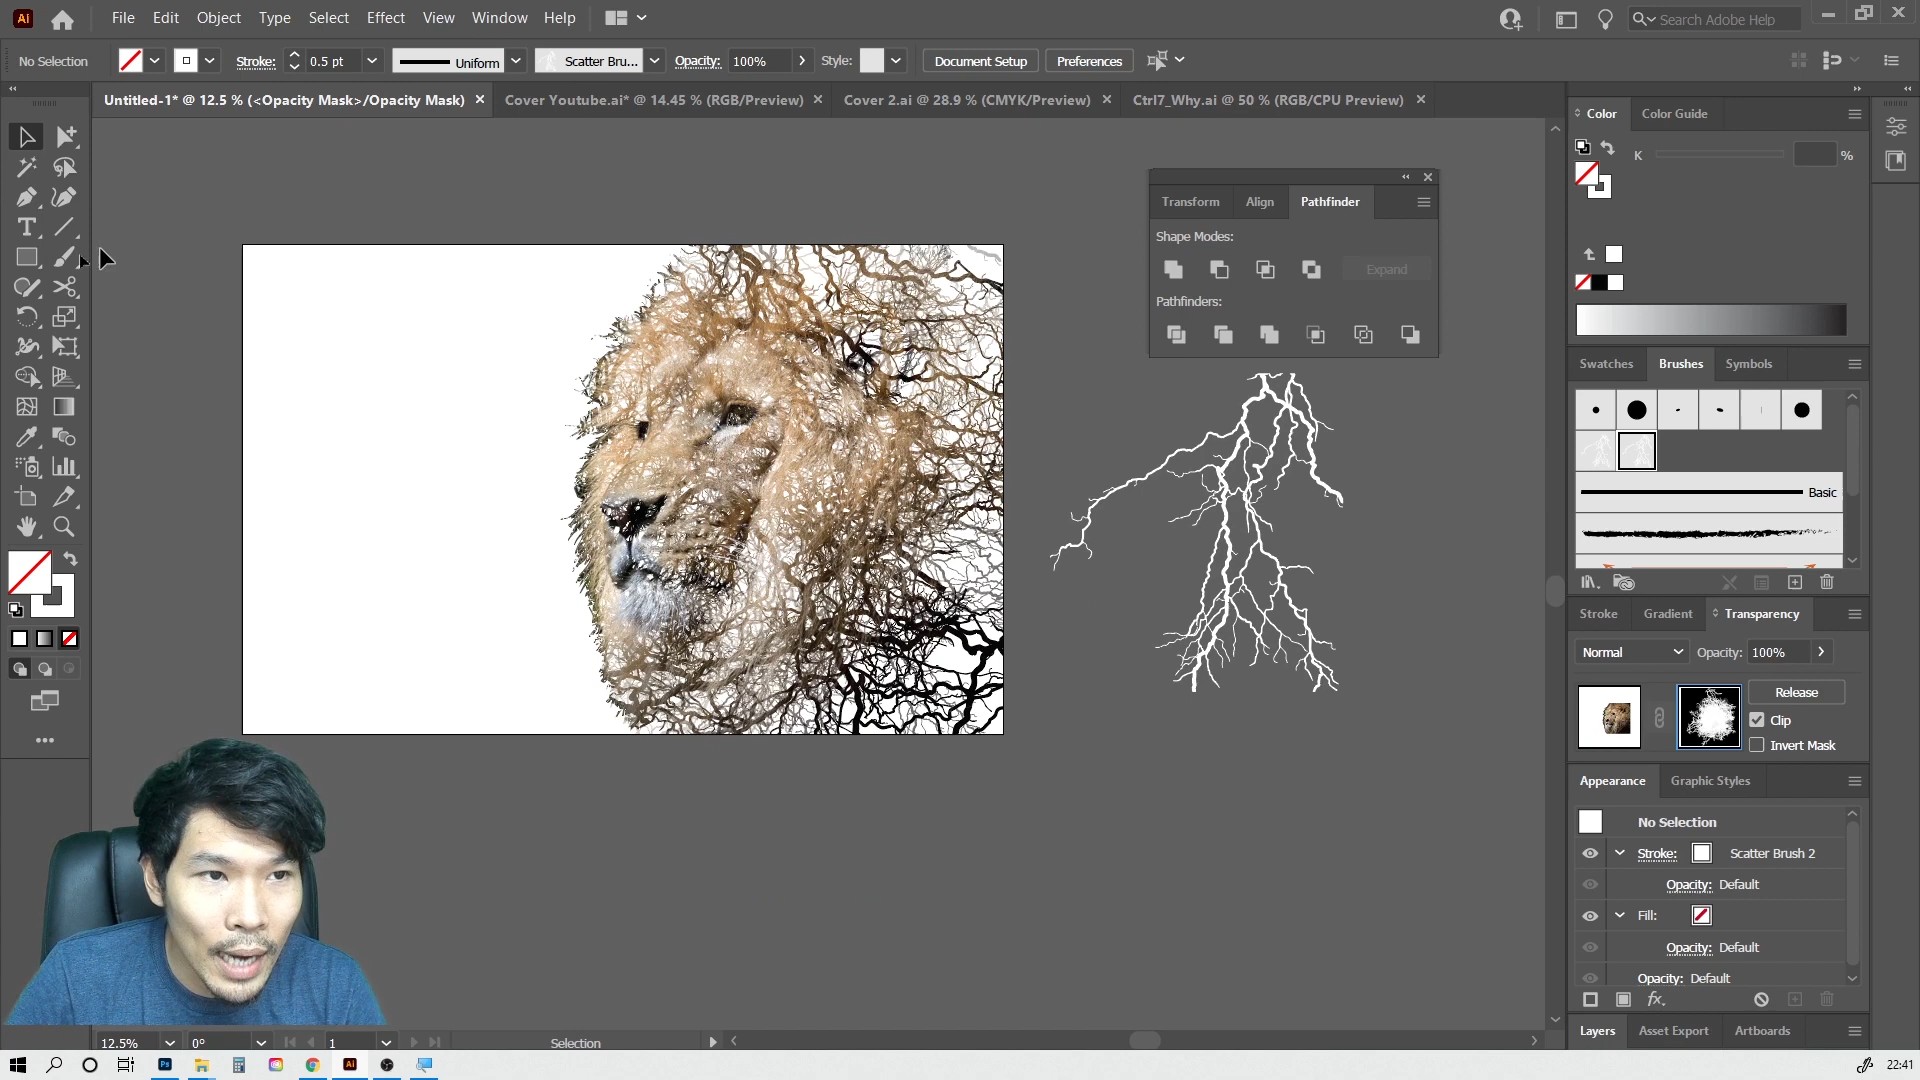 Ai File Edit Object Type Select Effect View Window Help Search Adobe Help
No Selection Stroke: 0.5 pt Uniform Scatter Bru... Opacity: 100% Style: Document Setup Preferences
Untitled-1* @ 12.5 % (<Opacity Mask>/Opacity Mask) Cover Youtube.ai* @ 14.45 % (RGB/Preview) Cover 2.ai @ 28.9 % (CMYK/Preview) Ctrl7_Why.ai @ 50 % (RGB/CPU Preview)
Color Color Guide
K %
Transform Align Pathfinder
Shape Modes:
Expand
Pathfinders:
Swatches Brushes Symbols
Basic
Stroke Gradient Transparency
Normal Opacity: 100%
Release
Clip
Invert Mask
Appearance Graphic Styles
No Selection
Stroke: Scatter Brush 2
Opacity: Default
Fill:
Opacity: Default
Opacity: Default
fx.
Layers Asset Export Artboards
12.5% 0° 1 Selection
Ps Ai 22:41